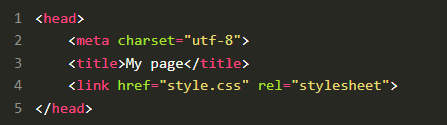 1 <head>
2     <meta charset="utf-8">
3     <title>My page</title>
4     <link href="style.css" rel="stylesheet">
5 </head>